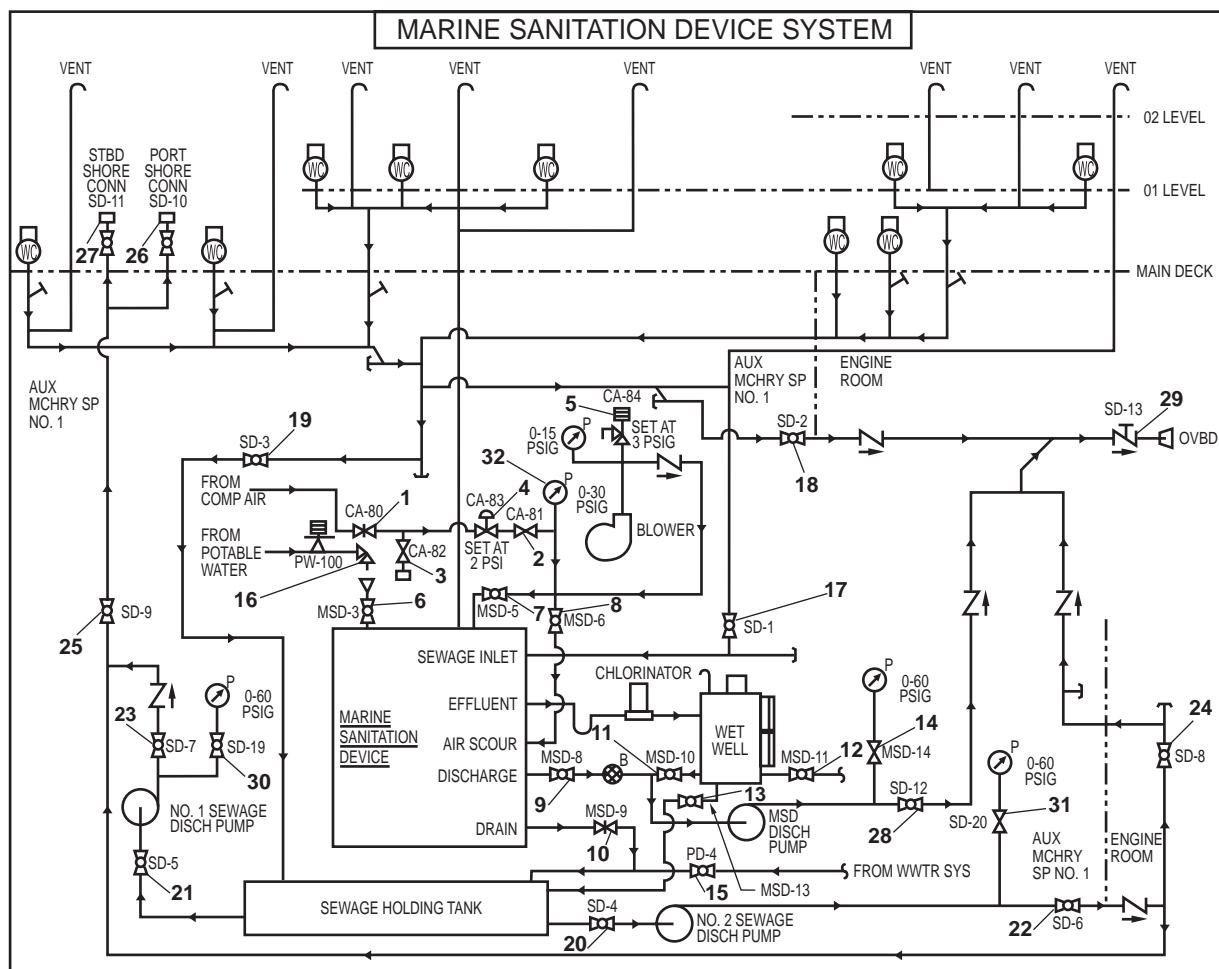 MARINE SANITATION DEVICE SYSTEM
VENT
VENT
VENT
VENT
VENT
VENT
VENT
VENT
02 LEVEL
STBD
SHORE
CONN
SD-11
PORT
SHORE
CONN
SD-10
WC
WC
WC
WC
WC
01 LEVEL
27
26
WC
WC
WC
WC
MAIN DECK
AUX
MCHRY SP
NO. 1
AUX
MCHRY SP
NO. 1
ENGINE
ROOM
5
CA-84
SET AT
3 PSIG
19
SD-3
0-15
PSIG
P
SD-2
18
SD-13
29
OVBD
32
P
0-30
PSIG
FROM
COMP AIR
1
CA-80
4
CA-83
CA-81
SET AT
2 PSI
2
BLOWER
FROM
POTABLE
WATER
PW-100
CA-82
3
16
MSD-3
6
MSD-5
7
8
MSD-6
17
SD-1
SD-9
25
SEWAGE INLET
CHLORINATOR
EFFLUENT
MARINE
SANITATION
DEVICE
AIR SCOUR
DISCHARGE
DRAIN
WET
WELL
P
0-60
PSIG
P
0-60
PSIG
23
SD-7
SD-19
30
11
MSD-10
MSD-11
12
14
MSD-14
24
SD-8
MSD-8
9
B
P
0-60
PSIG
13
SD-12
28
SD-20
31
NO. 1 SEWAGE
DISCH PUMP
MSD
DISCH
PUMP
MSD-9
10
AUX
MCHRY
SP NO. 1
ENGINE
ROOM
SD-5
21
PD-4
15
MSD-13
FROM WWTR SYS
SEWAGE HOLDING TANK
SD-4
20
NO. 2 SEWAGE
DISCH PUMP
22
SD-6